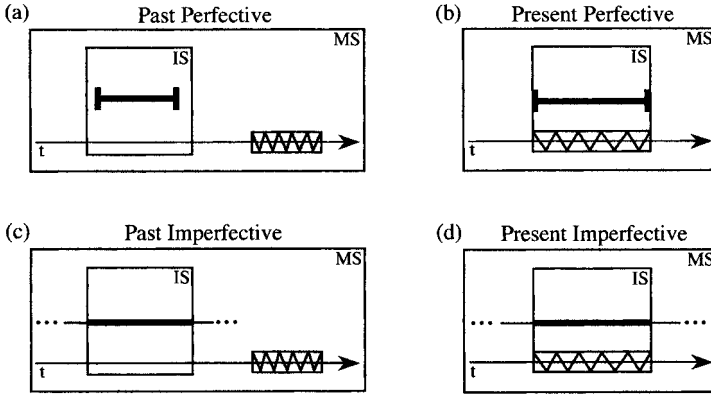 (a) Past Perfective
MS
IS
t
(b) Present Perfective
MS
IS
t
(c) Past Imperfective
MS
IS
t
(d) Present Imperfective
MS
IS
t